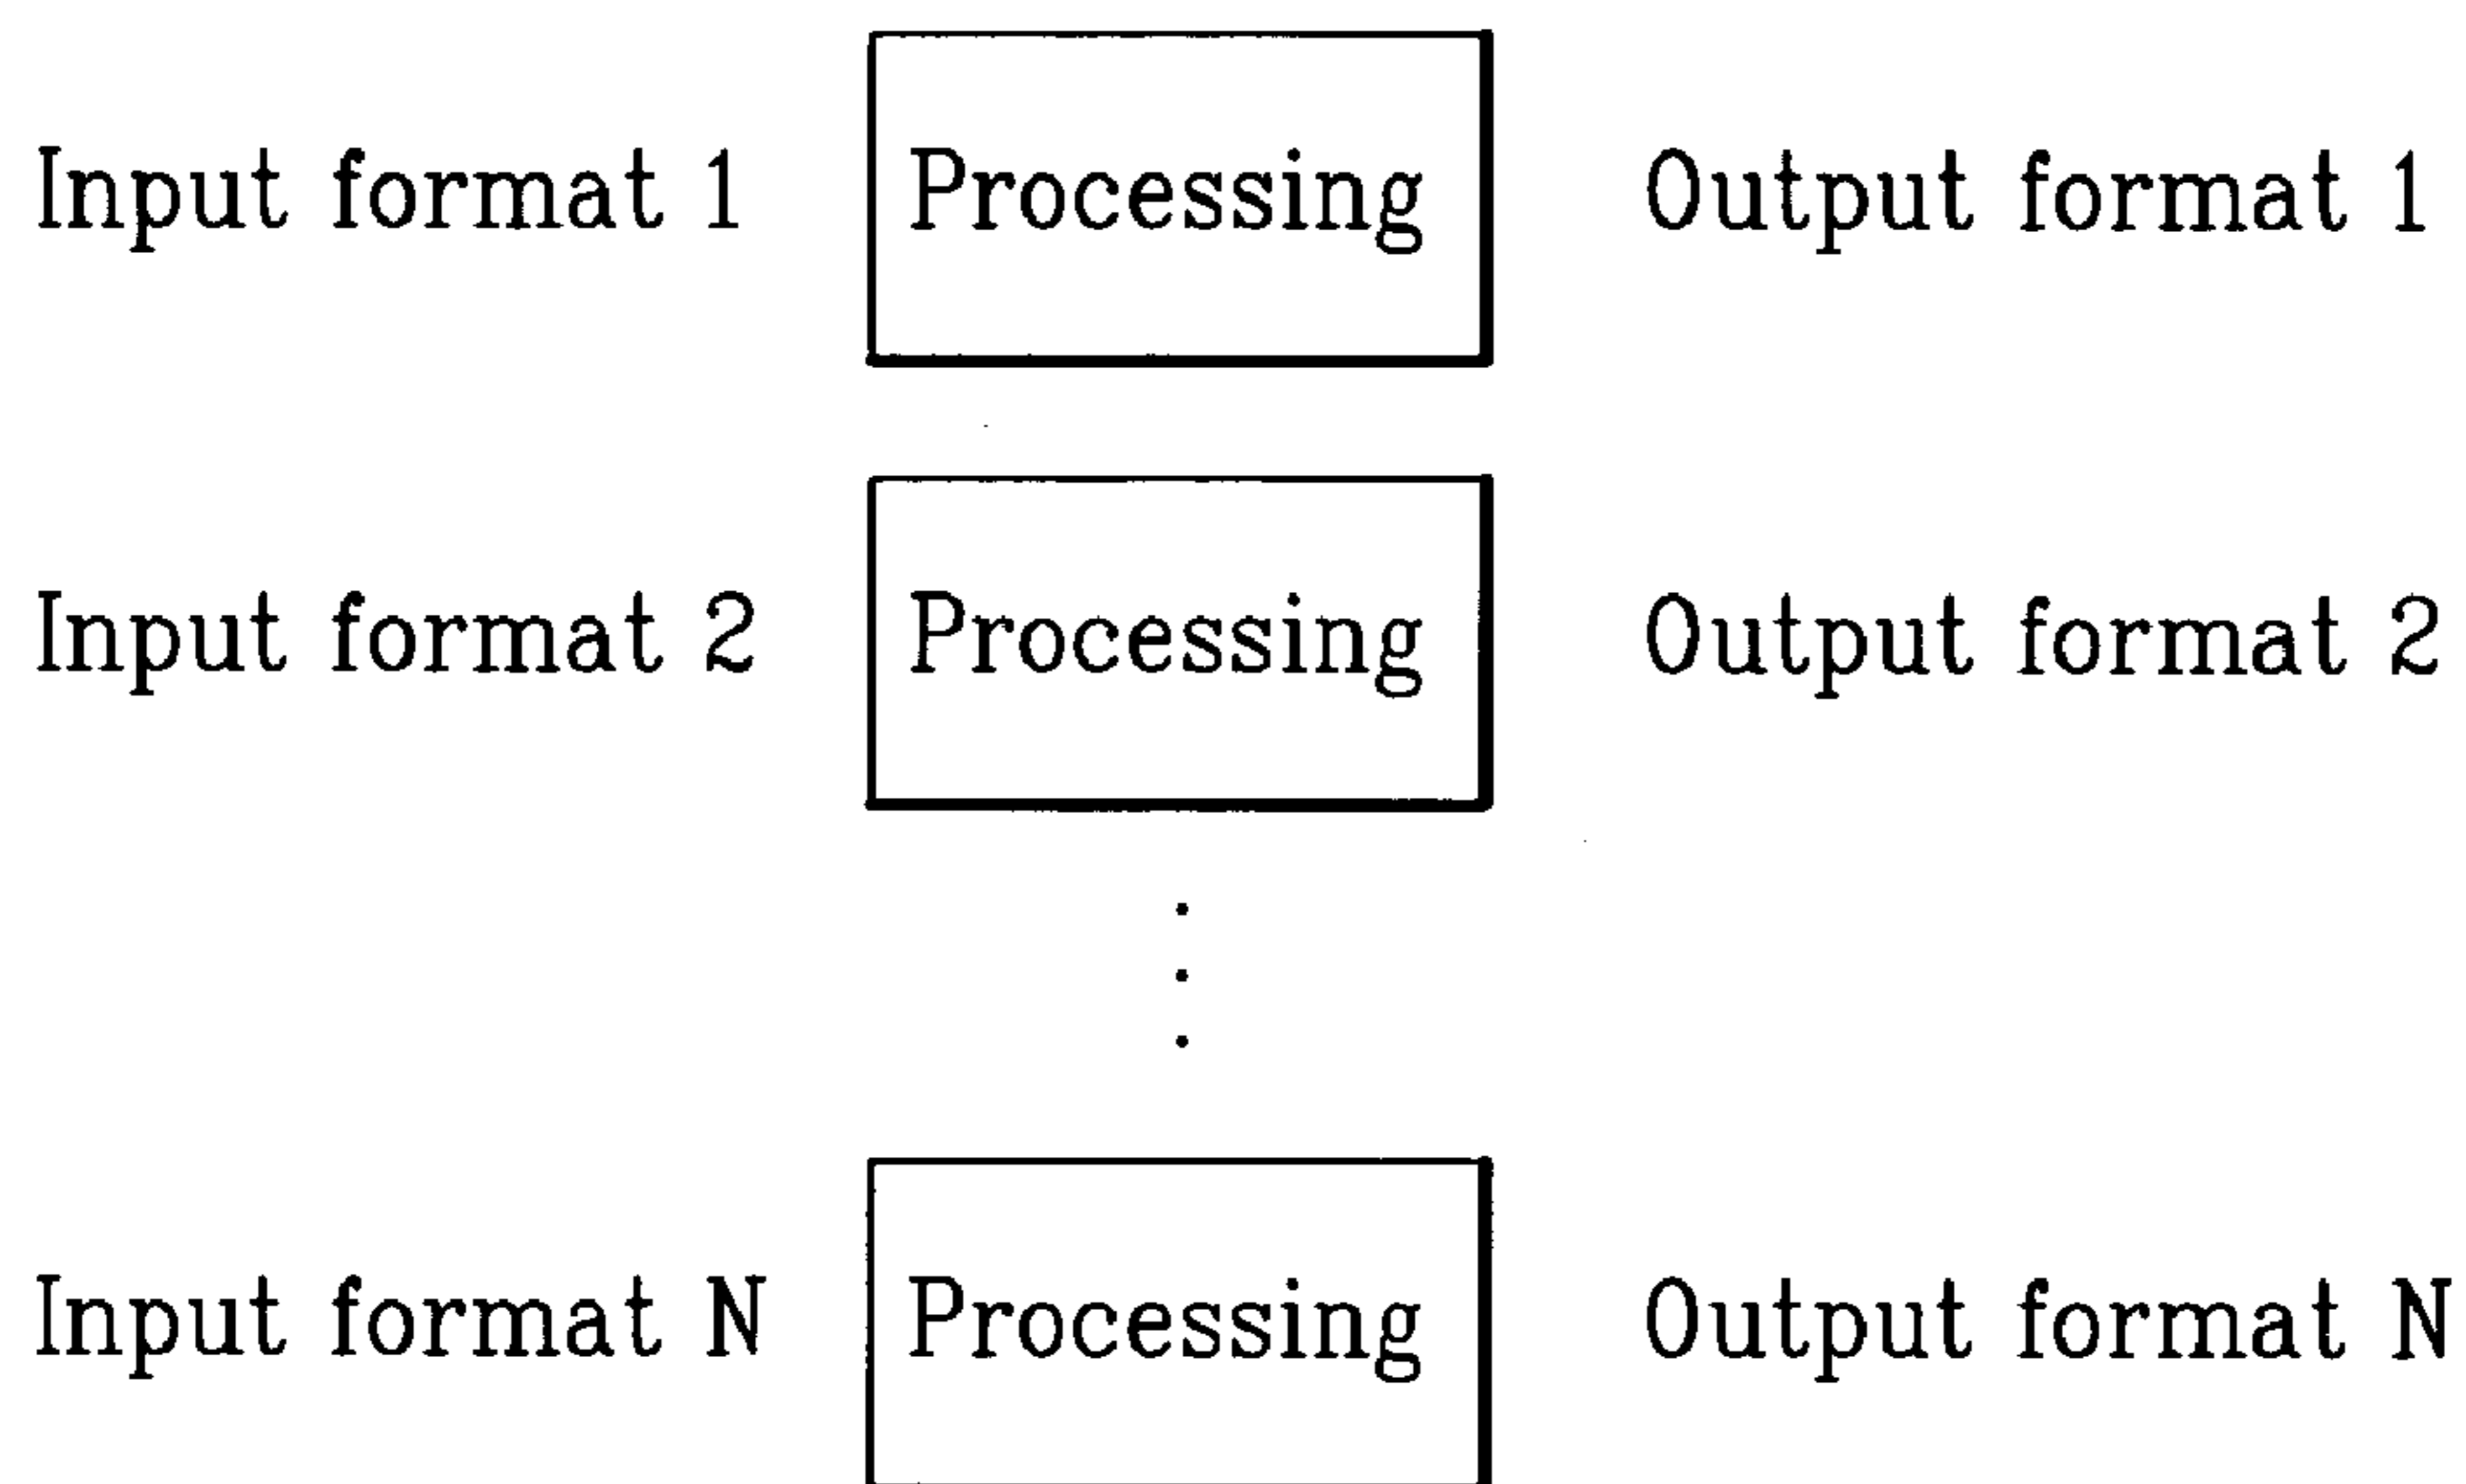 Input format 1 Processing Output format 1
Input format 2 Processing Output format 2
Input format N Processing Output format N